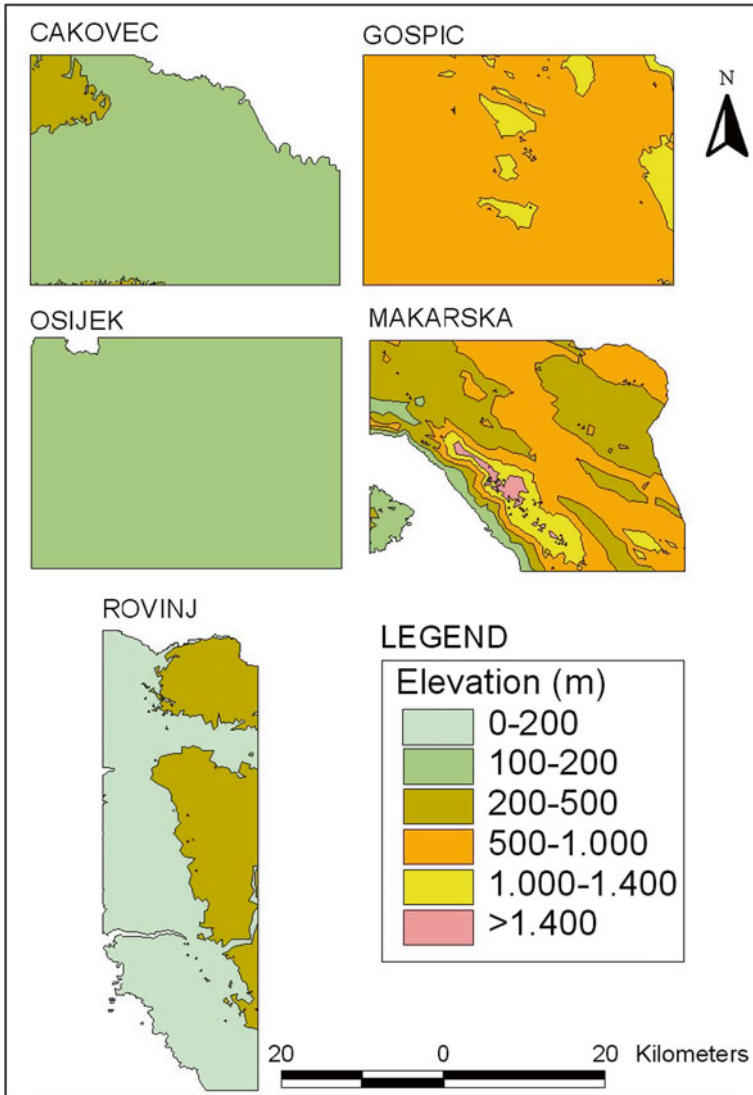 CAKOVEC
GOSPIC
N
OSIJEK
MAKARSKA
ROVINJ
LEGEND
Elevation (m)
0-200
100-200
200-500
500-1.000
1.000-1.400
>1.400
20 0 20 Kilometers